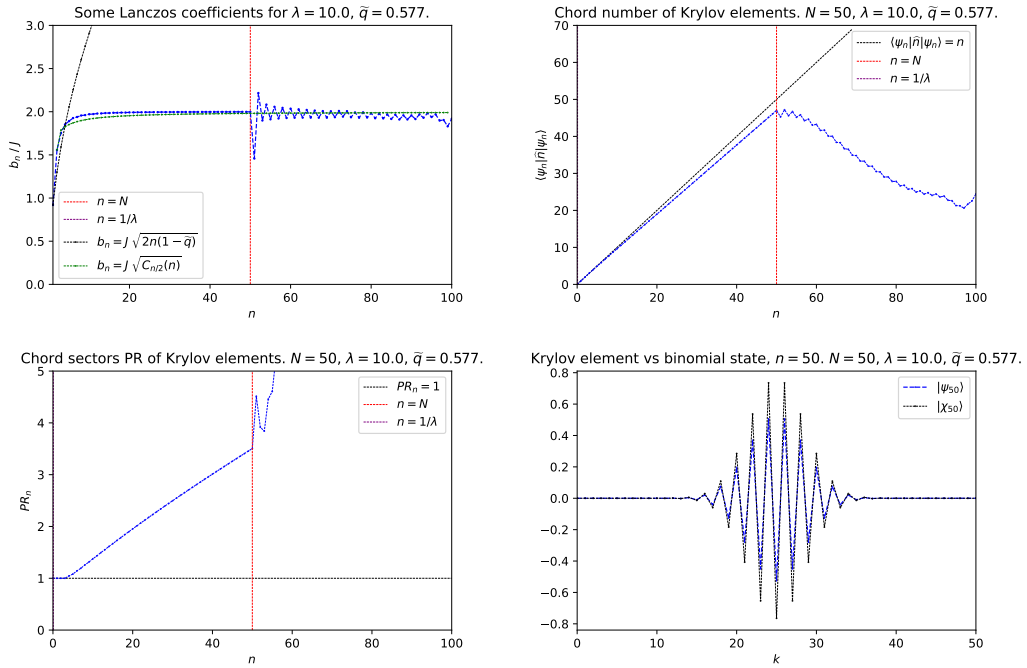 Some Lanczos coefficients for λ = 10.0, q̃ = 0.577.
3.0
2.5
2.0
1.5
1.0
0.5
0.0
b_n / J
n = N
n = 1/λ
b_n = J √(2n(1 − q̃))
b_n = J √(C_{n/2}(n))
20 40 60 80 100
n
Chord number of Krylov elements. N = 50, λ = 10.0, q̃ = 0.577.
70
60
50
40
30
20
10
0
⟨ψ_n|n̂|ψ_n⟩
⟨ψ_n|n̂|ψ_n⟩ = n
n = N
n = 1/λ
0 20 40 60 80 100
n
Chord sectors PR of Krylov elements. N = 50, λ = 10.0, q̃ = 0.577.
5
4
3
2
1
0
PR_n
PR_n = 1
n = N
n = 1/λ
0 20 40 60 80 100
n
Krylov element vs binomial state, n = 50. N = 50, λ = 10.0, q̃ = 0.577.
0.8
0.6
0.4
0.2
0.0
−0.2
−0.4
−0.6
−0.8
|ψ_50⟩
|χ_50⟩
0 10 20 30 40 50
k